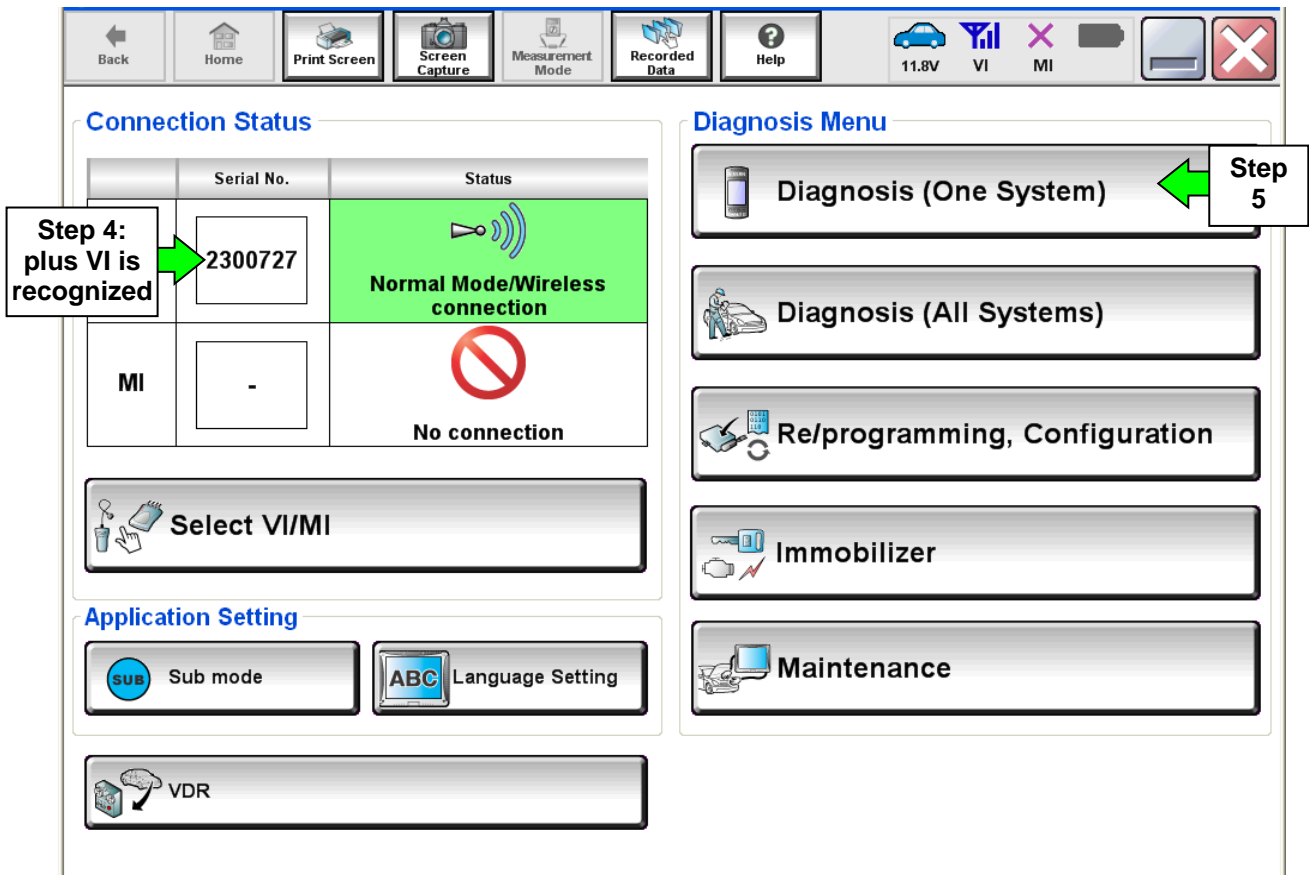 Back
Home
Print Screen
Screen
Capture
Measurement
Mode
Recorded
Data
Help
11.8V
VI
MI
Connection Status
Serial No.
Status
Step 4:
plus VI is
recognized
2300727
Normal Mode/Wireless
connection
MI
-
No connection
Select VI/MI
Application Setting
SUB
Sub mode
ABC
Language Setting
VDR
Diagnosis Menu
Diagnosis (One System)
Step
5
Diagnosis (All Systems)
Re/programming, Configuration
Immobilizer
Maintenance